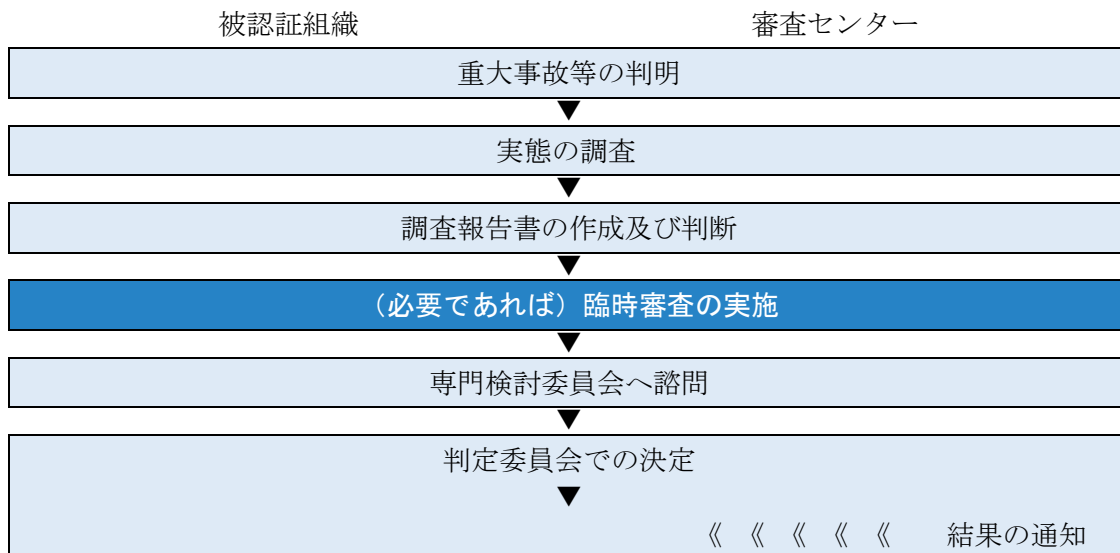 被認証組織 審査センター
重大事故等の判明
▼
実態の調査
▼
調査報告書の作成及び判断
▼
（必要であれば）臨時審査の実施
▼
専門検討委員会へ諮問
▼
判定委員会での決定
▼
《 《 《 《 《 結果の通知